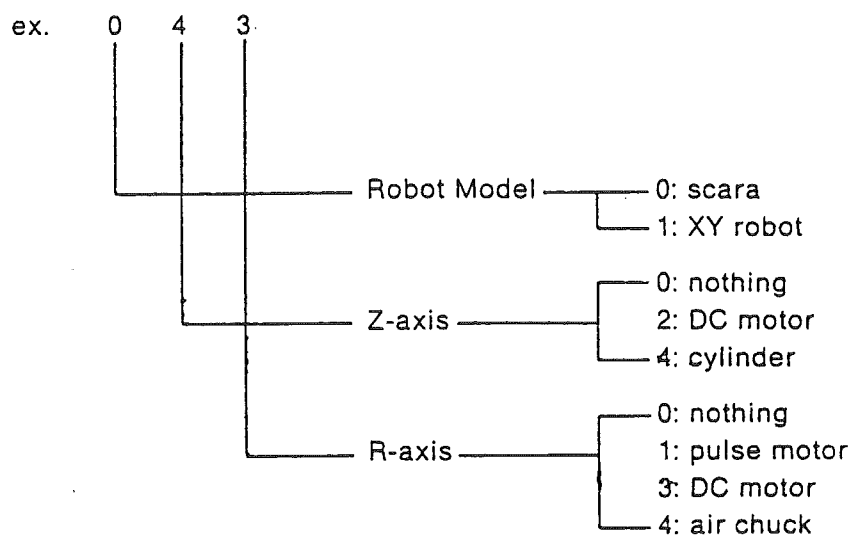 ex. 0 4 3
Robot Model 0: scara
1: XY robot
0: nothing
Z-axis 2: DC motor
4: cylinder
0: nothing
R-axis 1: pulse motor
3: DC motor
4: air chuck